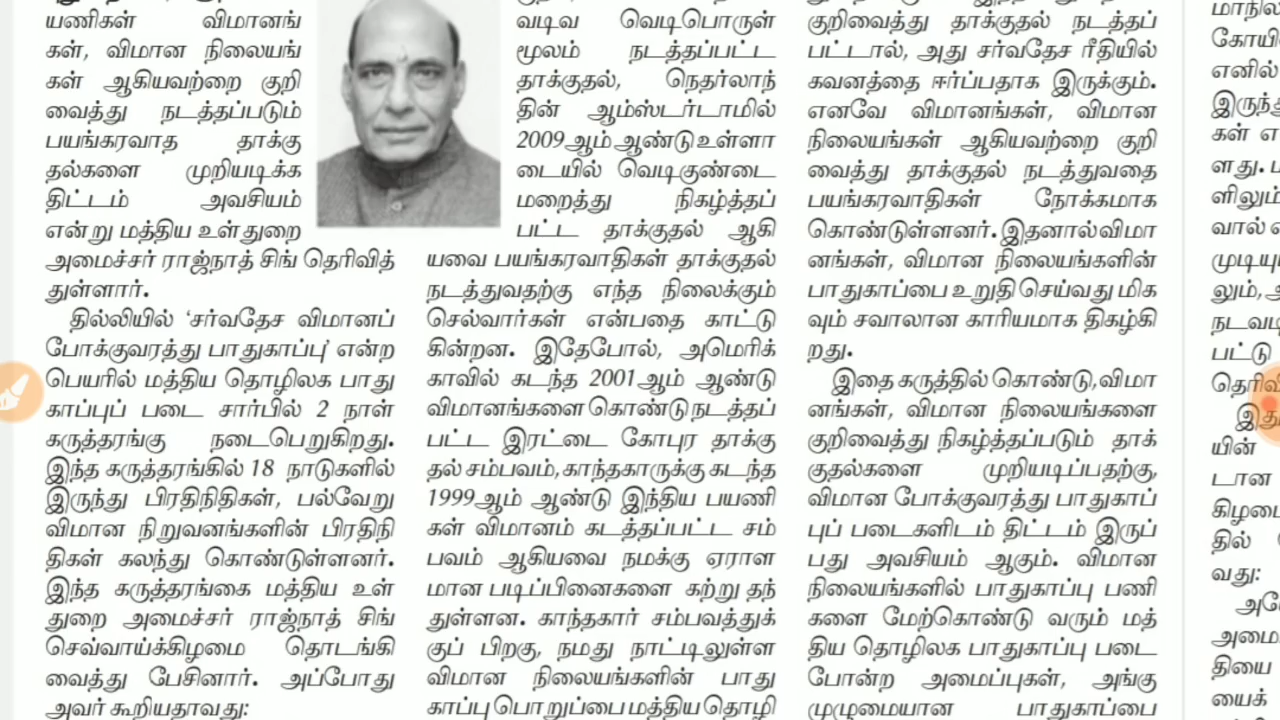 யணிகள் விமானங்
கள், விமான நிலையங்
கள் ஆகியவற்றை குறி
வைத்து நடத்தப்படும்
பயங்கரவாத தாக்கு
தல்களை முறியடிக்க
திட்டம் அவசியம்
என்று மத்திய உள்துறை
அமைச்சர் ராஜ்நாத் சிங் தெரிவித்
துள்ளார்.
தில்லியில் ‘சர்வதேச விமானப்
போக்குவரத்து பாதுகாப்பு’ என்ற
பெயரில் மத்திய தொழிலக பாது
காப்புப் படை சார்பில் 2 நாள்
கருத்தரங்கு நடைபெறுகிறது.
இந்த கருத்தரங்கில் 18 நாடுகளில்
இருந்து பிரதிநிதிகள், பல்வேறு
விமான நிறுவனங்களின் பிரதிநி
திகள் கலந்து கொண்டுள்ளனர்.
இந்த கருத்தரங்கை மத்திய உள்
துறை அமைச்சர் ராஜ்நாத் சிங்
செவ்வாய்க்கிழமை தொடங்கி
வைத்து பேசினார். அப்போது
அவர் கூறியதாவது:
வடிவ வெடிபொருள்
மூலம் நடத்தப்பட்ட
தாக்குதல், நெதர்லாந்
தின் ஆம்ஸ்டர்டாமில்
2009ஆம் ஆண்டு உள்ளா
டையில் வெடிகுண்டை
மறைத்து நிகழ்த்தப்
பட்ட தாக்குதல் ஆகி
யவை பயங்கரவாதிகள் தாக்குதல்
நடத்துவதற்கு எந்த நிலைக்கும்
செல்வார்கள் என்பதை காட்டு
கின்றன. இதேபோல், அமெரிக்
காவில் கடந்த 2001ஆம் ஆண்டு
விமானங்களை கொண்டு நடத்தப்
பட்ட இரட்டை கோபுர தாக்கு
தல் சம்பவம், காந்தகாருக்கு கடந்த
1999ஆம் ஆண்டு இந்திய பயணி
கள் விமானம் கடத்தப்பட்ட சம்
பவம் ஆகியவை நமக்கு ஏராள
மான படிப்பினைகளை கற்று தந்
துள்ளன. காந்தகார் சம்பவத்துக்
குப் பிறகு, நமது நாட்டிலுள்ள
விமான நிலையங்களின் பாது
காப்பு பொறுப்பை மத்திய தொழி
குறிவைத்து தாக்குதல் நடத்தப்
பட்டால், அது சர்வதேச ரீதியில்
கவனத்தை ஈர்ப்பதாக இருக்கும்.
எனவே விமானங்கள், விமான
நிலையங்கள் ஆகியவற்றை குறி
வைத்து தாக்குதல் நடத்துவதை
பயங்கரவாதிகள் நோக்கமாக
கொண்டுள்ளனர். இதனால் விமா
னங்கள், விமான நிலையங்களின்
பாதுகாப்பை உறுதி செய்வது மிக
வும் சவாலான காரியமாக திகழ்கி
றது.
இதை கருத்தில் கொண்டு, விமா
னங்கள், விமான நிலையங்களை
குறிவைத்து நிகழ்த்தப்படும் தாக்
குதல்களை முறியடிப்பதற்கு,
விமான போக்குவரத்து பாதுகாப்
புப் படைகளிடம் திட்டம் இருப்
பது அவசியம் ஆகும். விமான
நிலையங்களில் பாதுகாப்பு பணி
களை மேற்கொண்டு வரும் மத்
திய தொழிலக பாதுகாப்பு படை
போன்ற அமைப்புகள், அங்கு
முழுமையான பாதுகாப்பை
கோயி
எனில்
இருந்த
கள் எ
ளது. ப
ளிலும்
வால் எ
முடியு
லும், அ
நடவடி
பட்டு
தெரிவி
இது
யின்
டான
கிழமை
தில்
வது:
அமை
தியை
யைக்